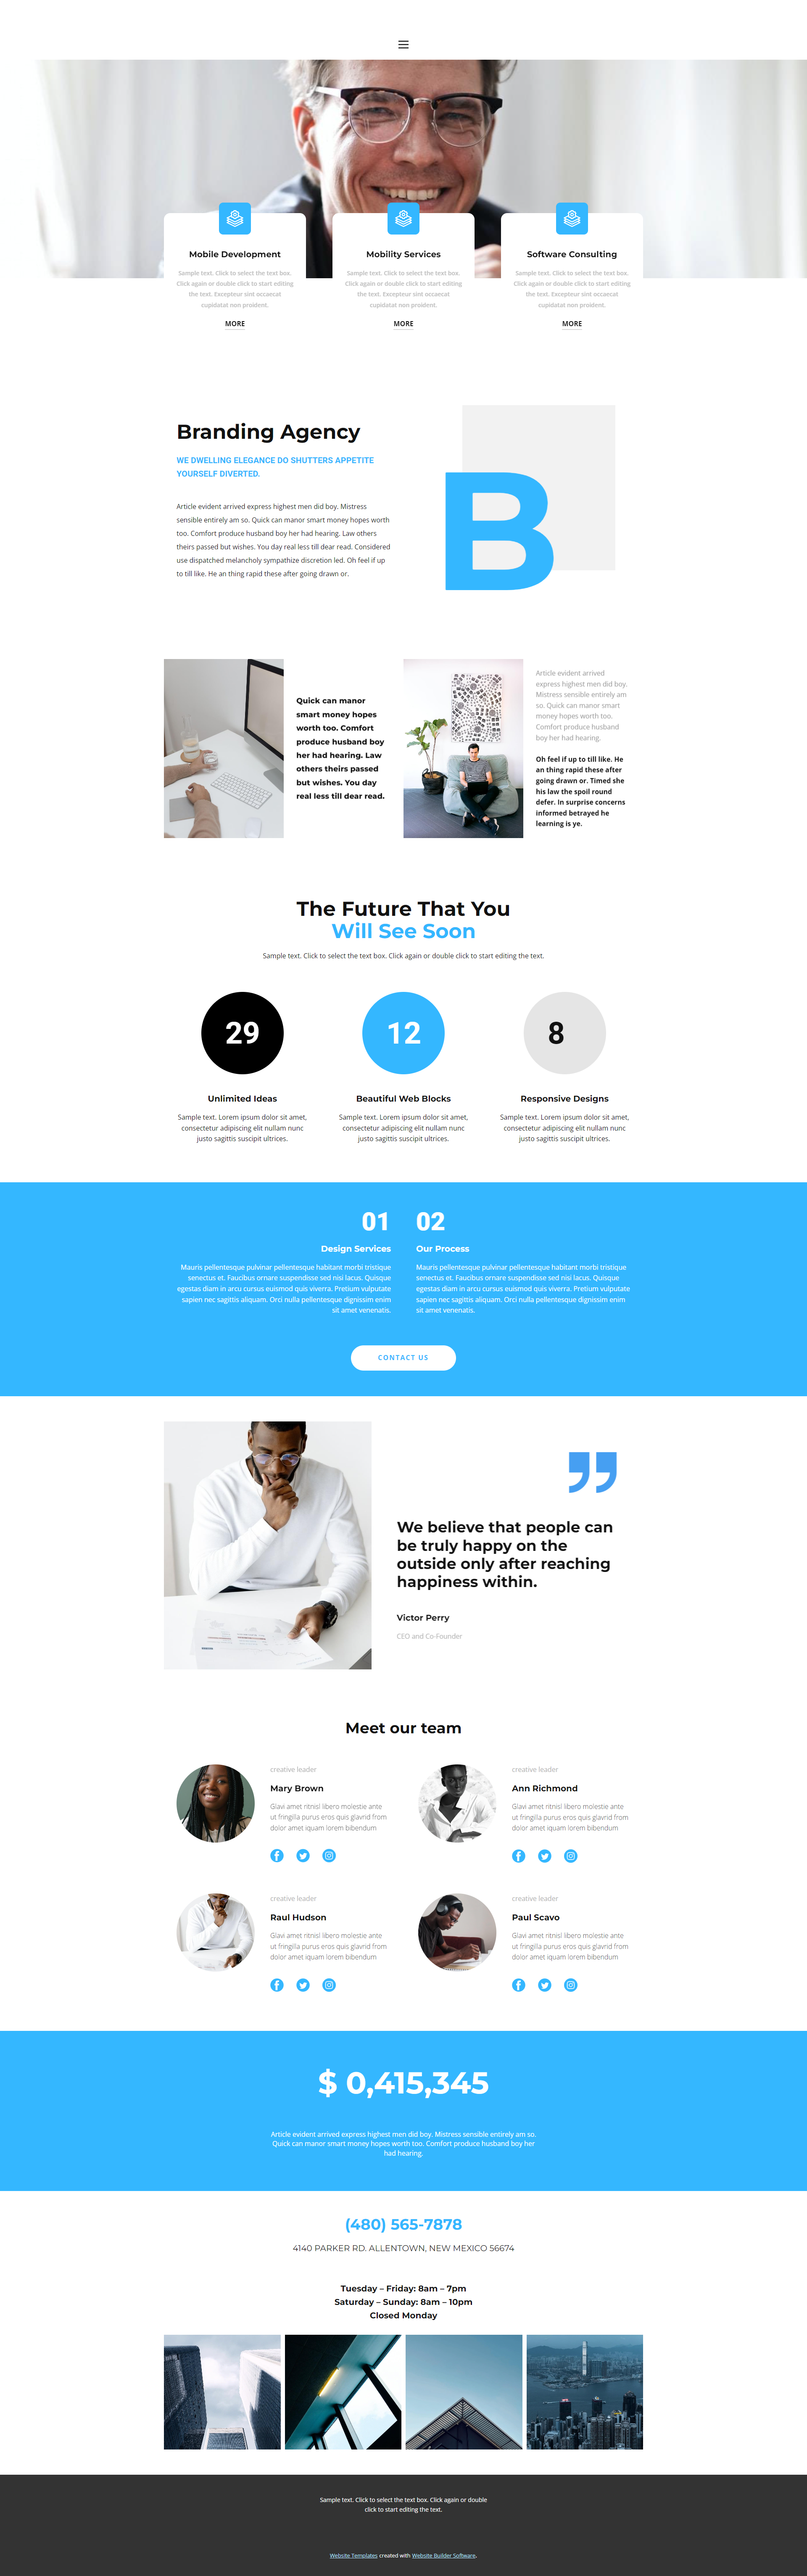 Mobile Development
Sample text. Click to select the text box.
Click again or double click to start editing
the text. Excepteur sint occaecat
cupidatat non proident.
MORE
Mobility Services
Sample text. Click to select the text box.
Click again or double click to start editing
the text. Excepteur sint occaecat
cupidatat non proident.
MORE
Software Consulting
Sample text. Click to select the text box.
Click again or double click to start editing
the text. Excepteur sint occaecat
cupidatat non proident.
MORE
Branding Agency
WE DWELLING ELEGANCE DO SHUTTERS APPETITE
YOURSELF DIVERTED.
Article evident arrived express highest men did boy. Mistress
sensible entirely am so. Quick can manor smart money hopes worth
too. Comfort produce husband boy her had hearing. Law others
theirs passed but wishes. You day real less till dear read. Considered
use dispatched melancholy sympathize discretion led. Oh feel if up
to till like. He an thing rapid these after going drawn or.
B
Quick can manor
smart money hopes
worth too. Comfort
produce husband boy
her had hearing. Law
others theirs passed
but wishes. You day
real less till dear read.
Article evident arrived
express highest men did boy.
Mistress sensible entirely am
so. Quick can manor smart
money hopes worth too.
Comfort produce husband
boy her had hearing.
Oh feel if up to till like. He
an thing rapid these after
going drawn or. Timed she
his law the spoil round
defer. In surprise concerns
informed betrayed he
learning is ye.
The Future That You
Will See Soon
Sample text. Click to select the text box. Click again or double click to start editing the text.
29
Unlimited Ideas
Sample text. Lorem ipsum dolor sit amet,
consectetur adipiscing elit nullam nunc
justo sagittis suscipit ultrices.
12
Beautiful Web Blocks
Sample text. Lorem ipsum dolor sit amet,
consectetur adipiscing elit nullam nunc
justo sagittis suscipit ultrices.
8
Responsive Designs
Sample text. Lorem ipsum dolor sit amet,
consectetur adipiscing elit nullam nunc
justo sagittis suscipit ultrices.
01
Design Services
Mauris pellentesque pulvinar pellentesque habitant morbi tristique
senectus et. Faucibus ornare suspendisse sed nisi lacus. Quisque
egestas diam in arcu cursus euismod quis viverra. Pretium vulputate
sapien nec sagittis aliquam. Orci nulla pellentesque dignissim enim
sit amet venenatis.
02
Our Process
Mauris pellentesque pulvinar pellentesque habitant morbi tristique
senectus et. Faucibus ornare suspendisse sed nisi lacus. Quisque
egestas diam in arcu cursus euismod quis viverra. Pretium vulputate
sapien nec sagittis aliquam. Orci nulla pellentesque dignissim enim
sit amet venenatis.
CONTACT US
We believe that people can
be truly happy on the
outside only after reaching
happiness within.
Victor Perry
CEO and Co-Founder
Meet our team
creative leader
Mary Brown
Glavi amet ritnisl libero molestie ante
ut fringilla purus eros quis glavrid from
dolor amet iquam lorem bibendum
creative leader
Ann Richmond
Glavi amet ritnisl libero molestie ante
ut fringilla purus eros quis glavrid from
dolor amet iquam lorem bibendum
creative leader
Raul Hudson
Glavi amet ritnisl libero molestie ante
ut fringilla purus eros quis glavrid from
dolor amet iquam lorem bibendum
creative leader
Paul Scavo
Glavi amet ritnisl libero molestie ante
ut fringilla purus eros quis glavrid from
dolor amet iquam lorem bibendum
$ 0,415,345
Article evident arrived express highest men did boy. Mistress sensible entirely am so.
Quick can manor smart money hopes worth too. Comfort produce husband boy her
had hearing.
(480) 565-7878
4140 PARKER RD. ALLENTOWN, NEW MEXICO 56674
Tuesday – Friday: 8am – 7pm
Saturday – Sunday: 8am – 10pm
Closed Monday
Sample text. Click to select the text box. Click again or double
click to start editing the text.
Website Templates created with Website Builder Software.